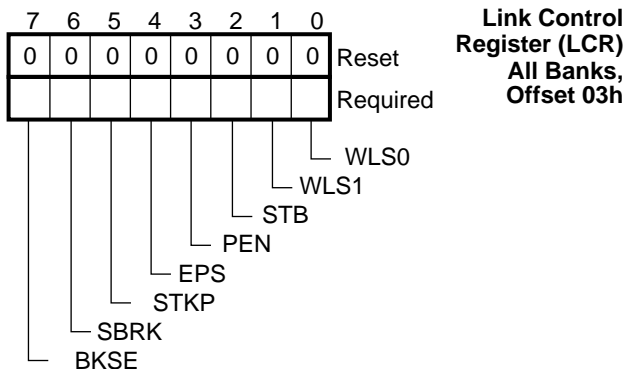 7 6 5 4 3 2 1 0
0 0 0 0 0 0 0 0 Reset
Required
Link Control
Register (LCR)
All Banks,
Offset 03h
WLS0
WLS1
STB
PEN
EPS
STKP
SBRK
BKSE